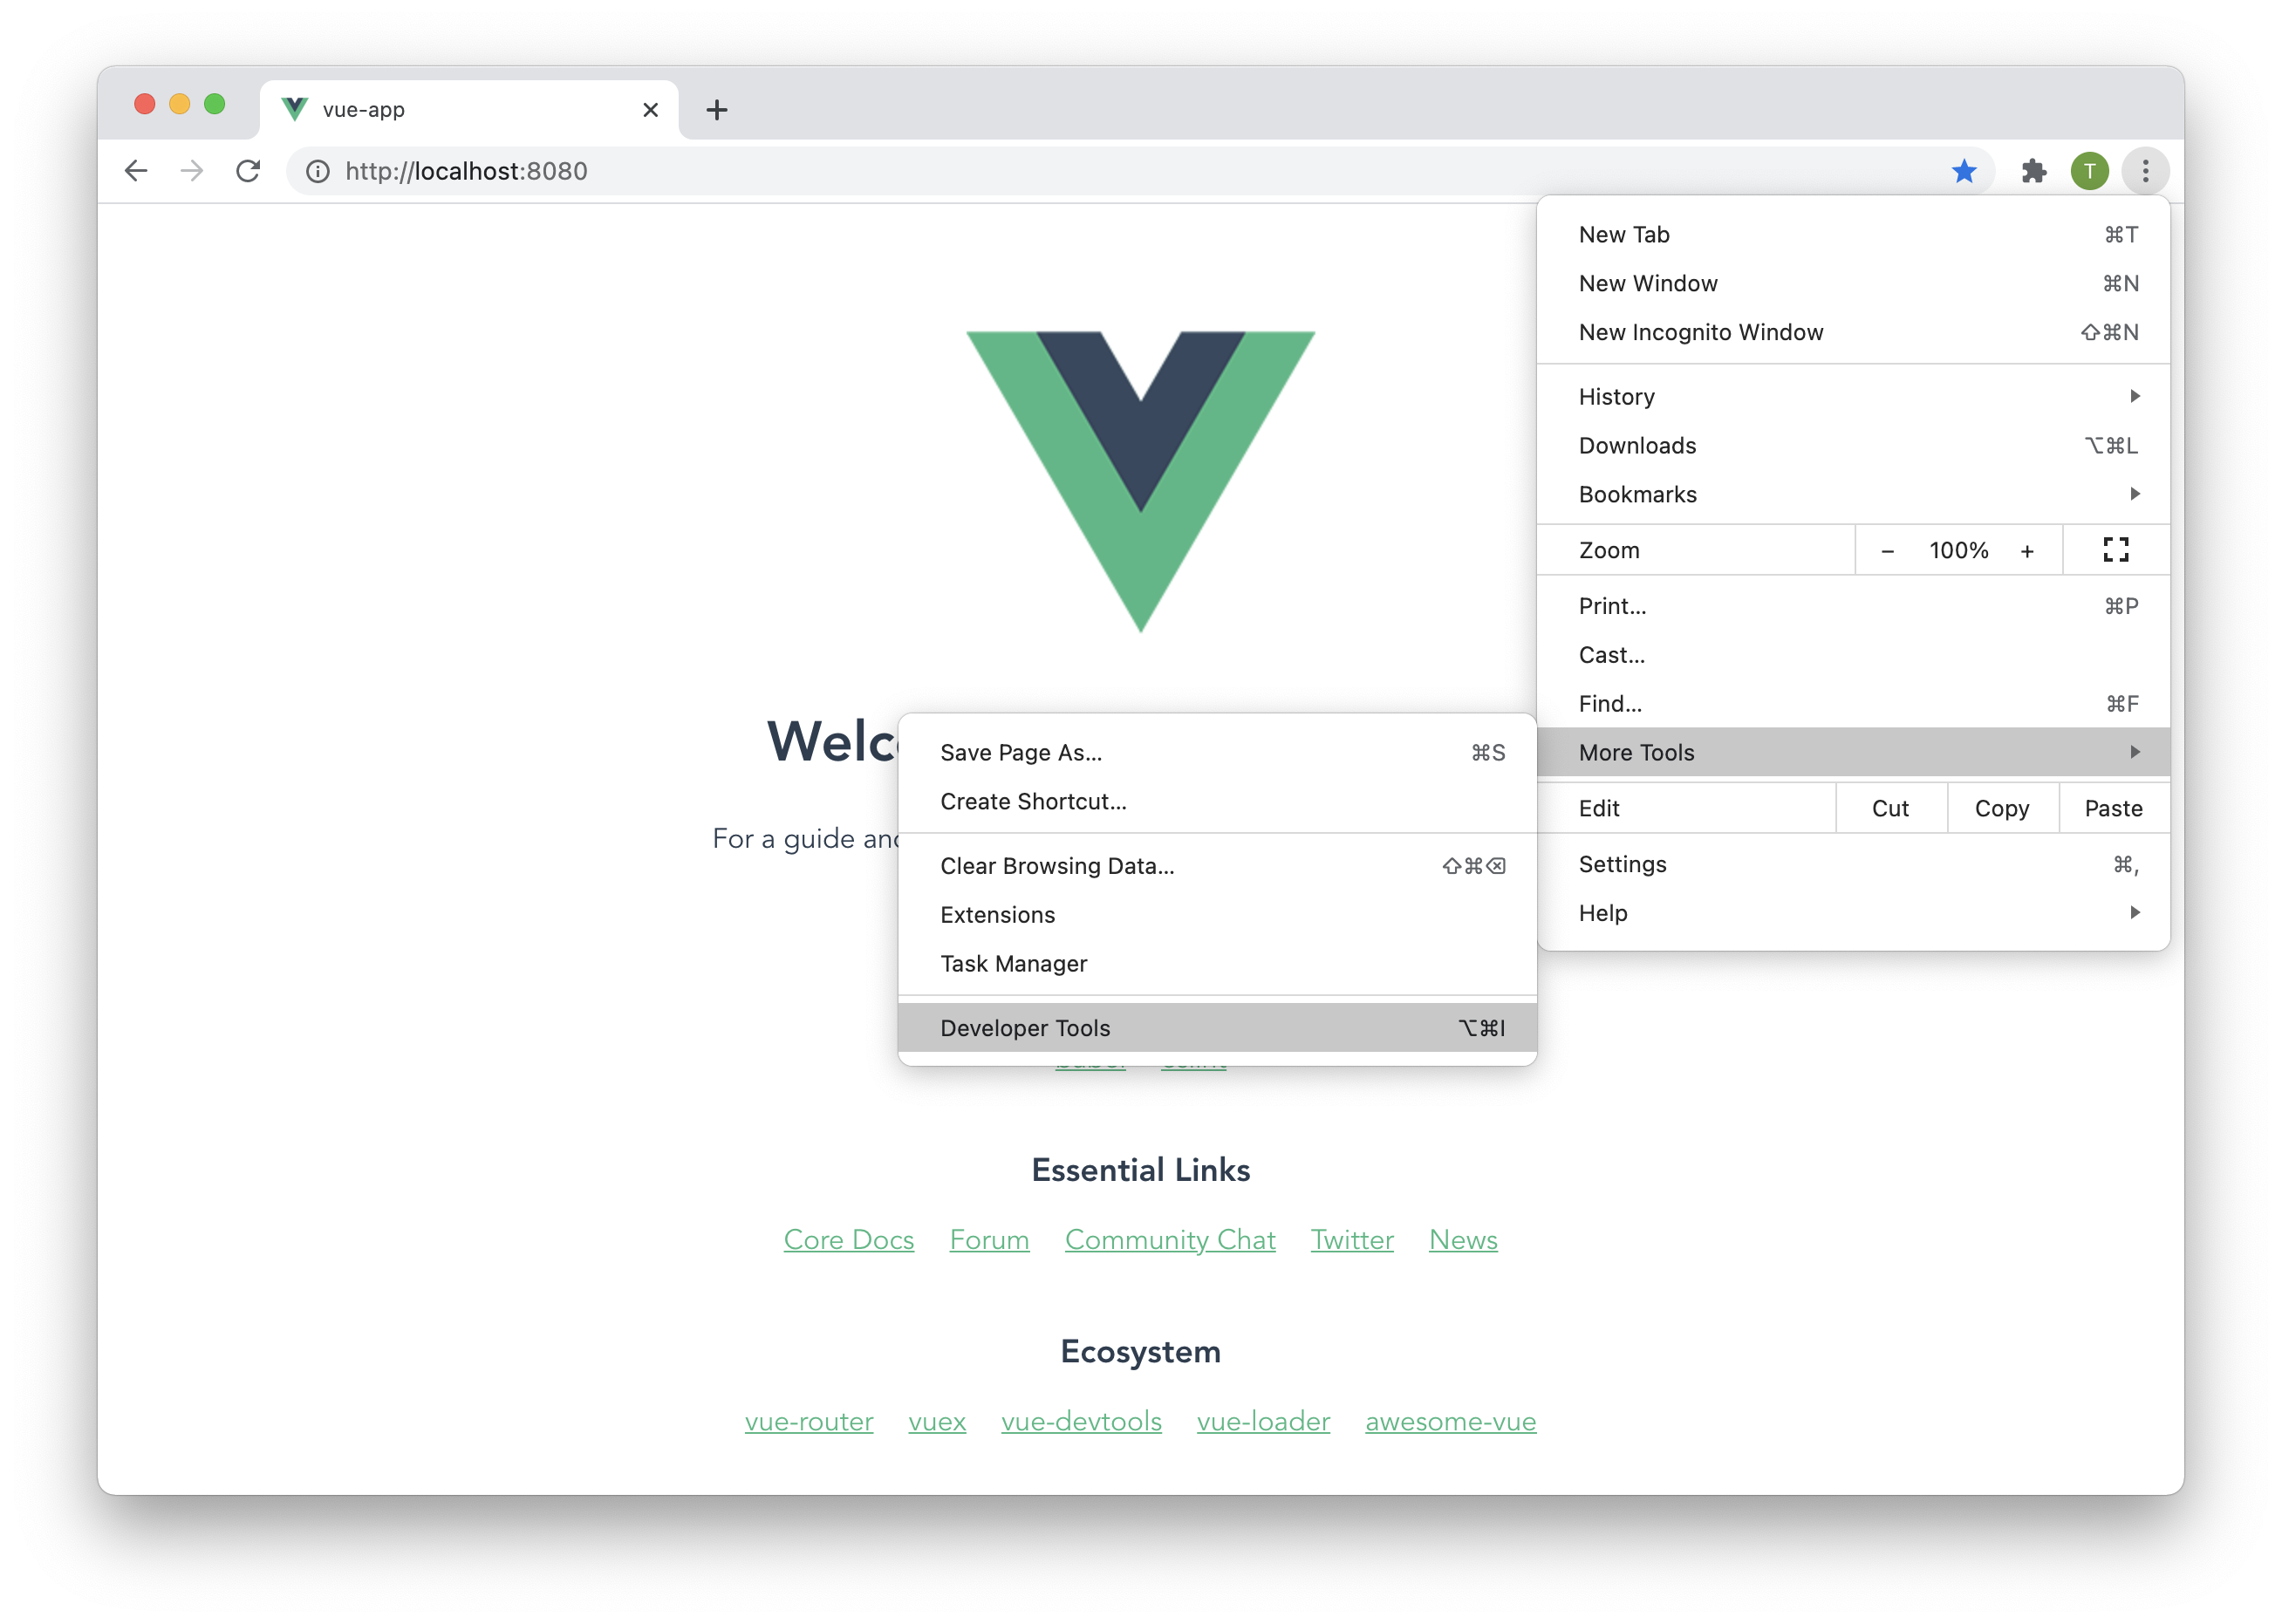 vue-app
http://localhost:8080
T
New Tab ⌘T
New Window ⌘N
New Incognito Window ⇧⌘N
History
Downloads ⌥⌘L
Bookmarks
Zoom − 100% +
Print... ⌘P
Cast...
Find... ⌘F
More Tools
Edit Cut Copy Paste
Settings ⌘,
Help
Save Page As... ⌘S
Create Shortcut...
Clear Browsing Data... ⇧⌘⌫
Extensions
Task Manager
Developer Tools ⌥⌘I
For a guide
Essential Links
Core Docs Forum Community Chat Twitter News
Ecosystem
vue-router vuex vue-devtools vue-loader awesome-vue